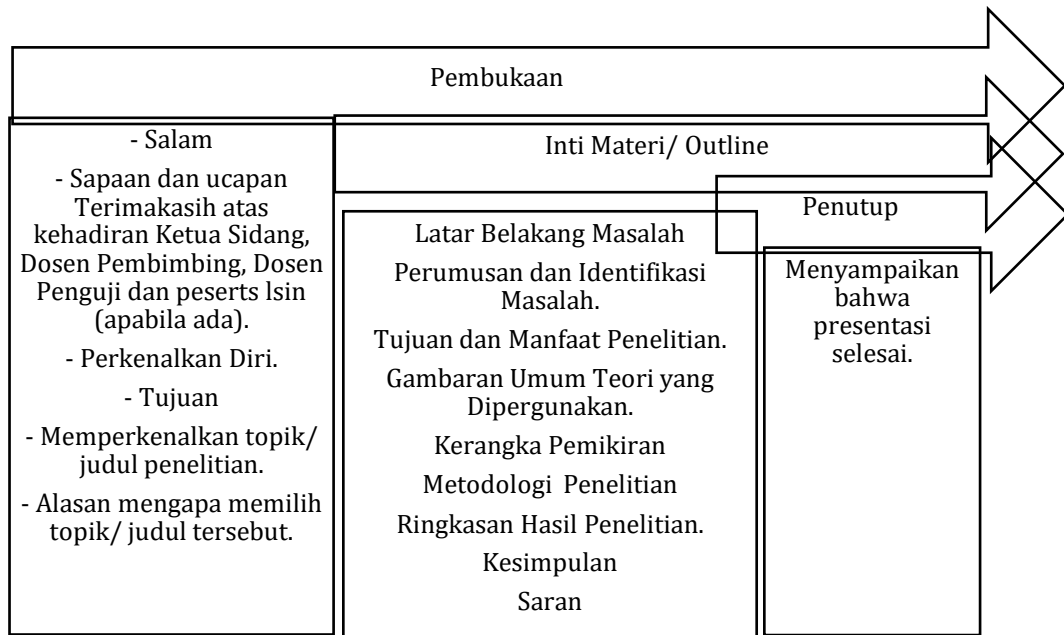 Pembukaan
- Salam
- Sapaan dan ucapan
Terimakasih atas
kehadiran Ketua Sidang,
Dosen Pembimbing, Dosen
Penguji dan peserts lsin
(apabila ada).
- Perkenalkan Diri.
- Tujuan
- Memperkenalkan topik/
judul penelitian.
- Alasan mengapa memilih
topik/ judul tersebut.
Inti Materi/ Outline
Latar Belakang Masalah
Perumusan dan Identifikasi
Masalah.
Tujuan dan Manfaat Penelitian.
Gambaran Umum Teori yang
Dipergunakan.
Kerangka Pemikiran
Metodologi Penelitian
Ringkasan Hasil Penelitian.
Kesimpulan
Saran
Penutup
Menyampaikan
bahwa
presentasi
selesai.